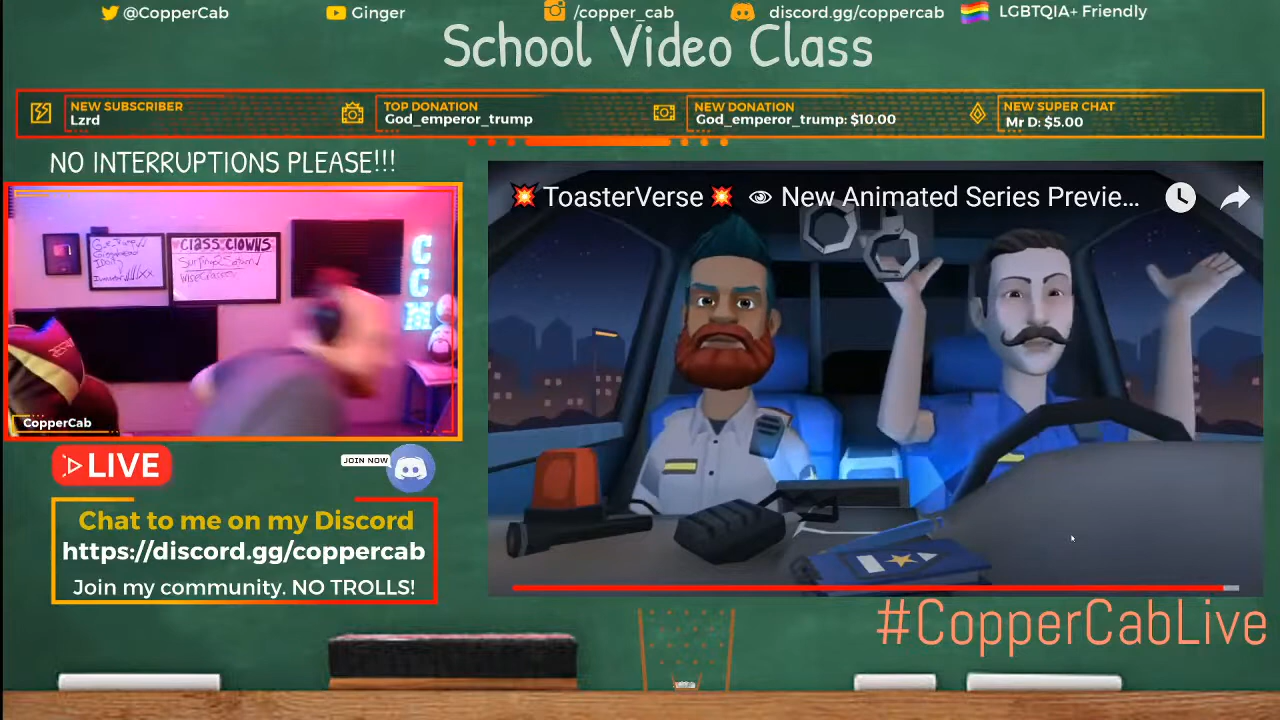 @CopperCab
Ginger
/copper_cab
discord.gg/coppercab
LGBTQIA+ Friendly
School Video Class
NEW SUBSCRIBER
Lzrd
TOP DONATION
God_emperor_trump
NEW DONATION
God_emperor_trump: $10.00
NEW SUPER CHAT
Mr D: $5.00
NO INTERRUPTIONS PLEASE!!!
CLASS CLOWNS
CCM
CopperCab
💥 ToasterVerse 💥 👁 New Animated Series Previe...
LIVE
JOIN NOW
Chat to me on my Discord
https://discord.gg/coppercab
Join my community. NO TROLLS!
#CopperCabLive